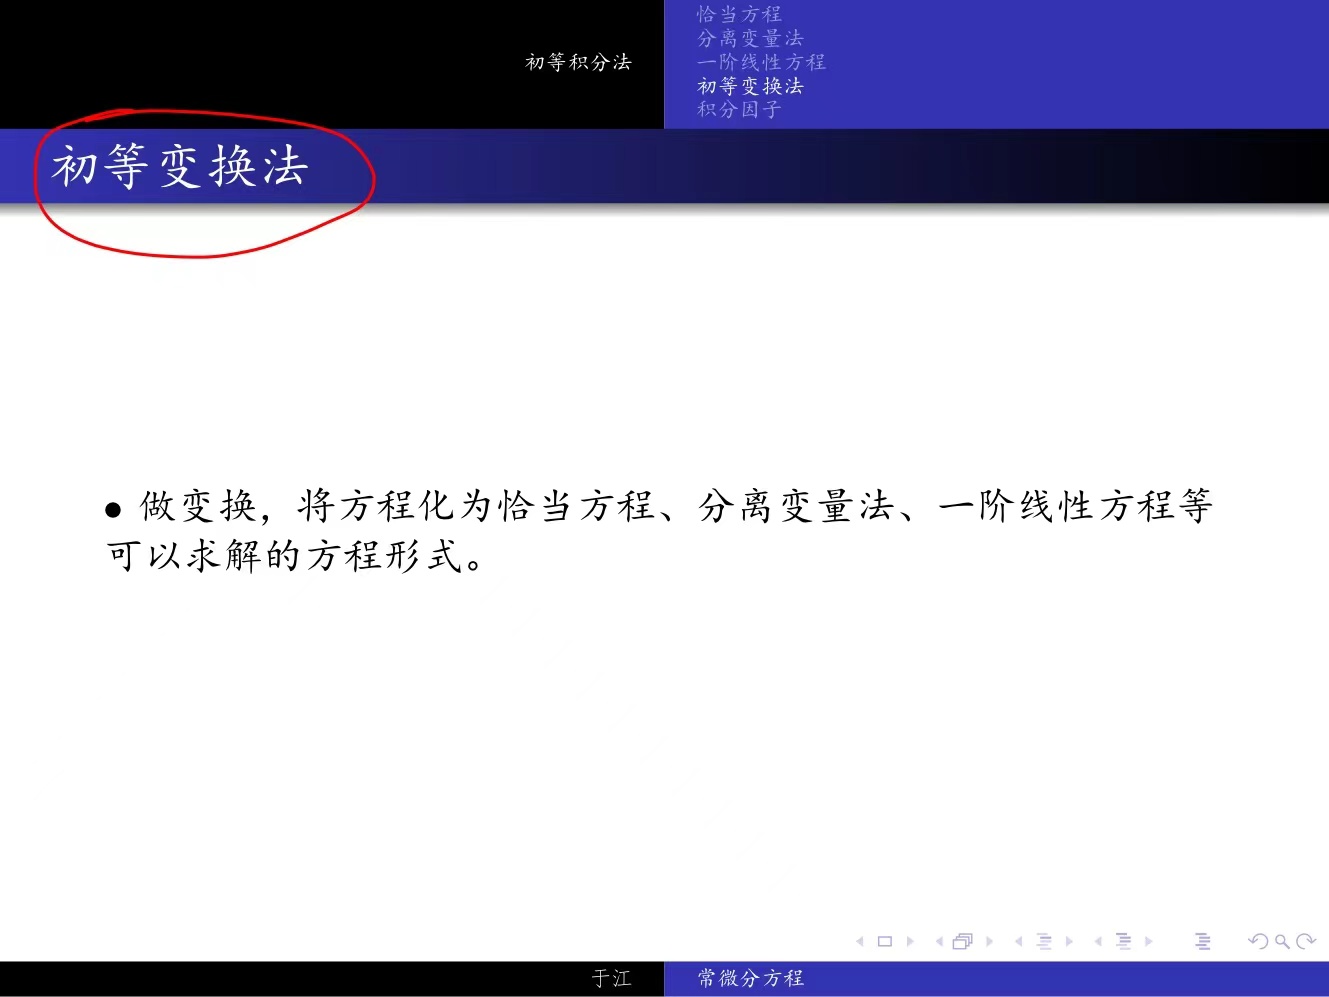 初等积分法
恰当方程
分离变量法
一阶线性方程
初等变换法
积分因子
初等变换法
● 做变换，将方程化为恰当方程、分离变量法、一阶线性方程等
可以求解的方程形式。
于江
常微分方程